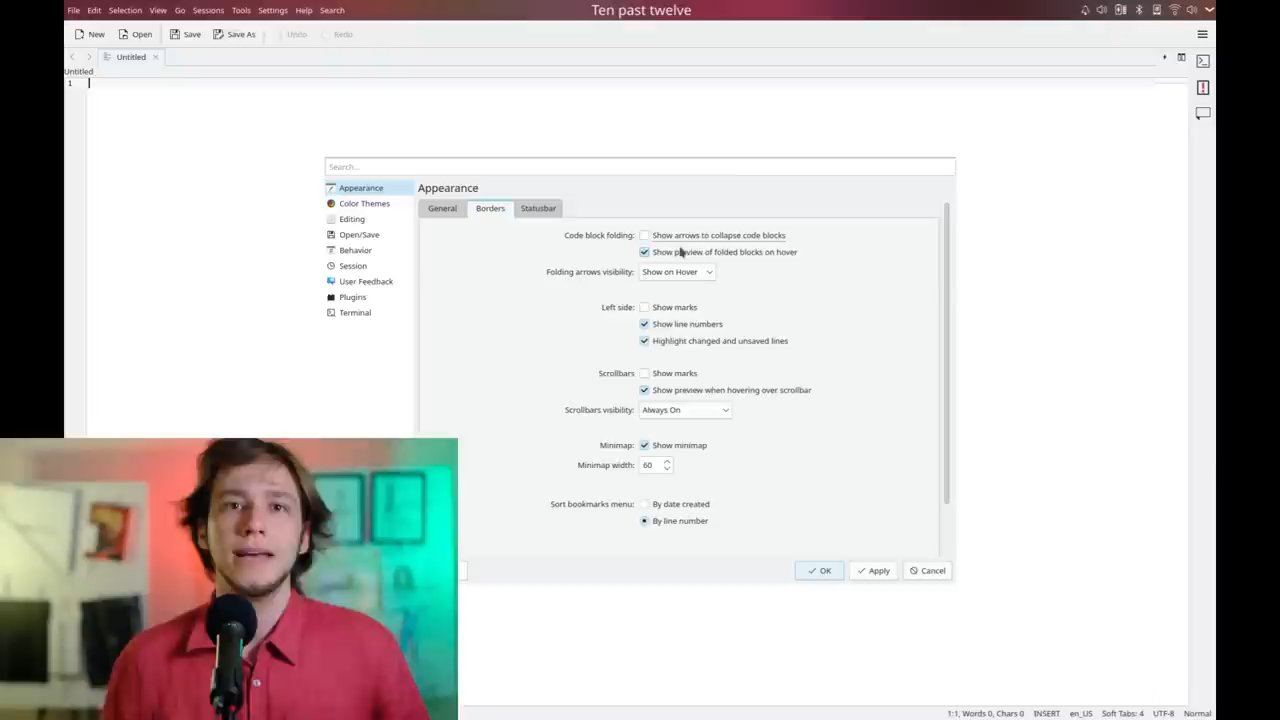 File Edit Selection View Go Sessions Tools Settings Help Search
Ten past twelve
New Open Save Save As Undo Redo
Untitled
Untitled
1
Search...
Appearance
Color Themes
Editing
Open/Save
Behavior
Session
User Feedback
Plugins
Terminal
Appearance
General Borders Statusbar
Code block folding: Show arrows to collapse code blocks
Show preview of folded blocks on hover
Folding arrows visibility: Show on Hover
Left side: Show marks
Show line numbers
Highlight changed and unsaved lines
Scrollbars Show marks
Show preview when hovering over scrollbar
Scrollbars visibility: Always On
Minimap: Show minimap
Minimap width: 60
Sort bookmarks menu: By date created
By line number
OK Apply Cancel
1:1, Words 0, Chars 0 INSERT en_US Soft Tabs: 4 UTF-8 Normal